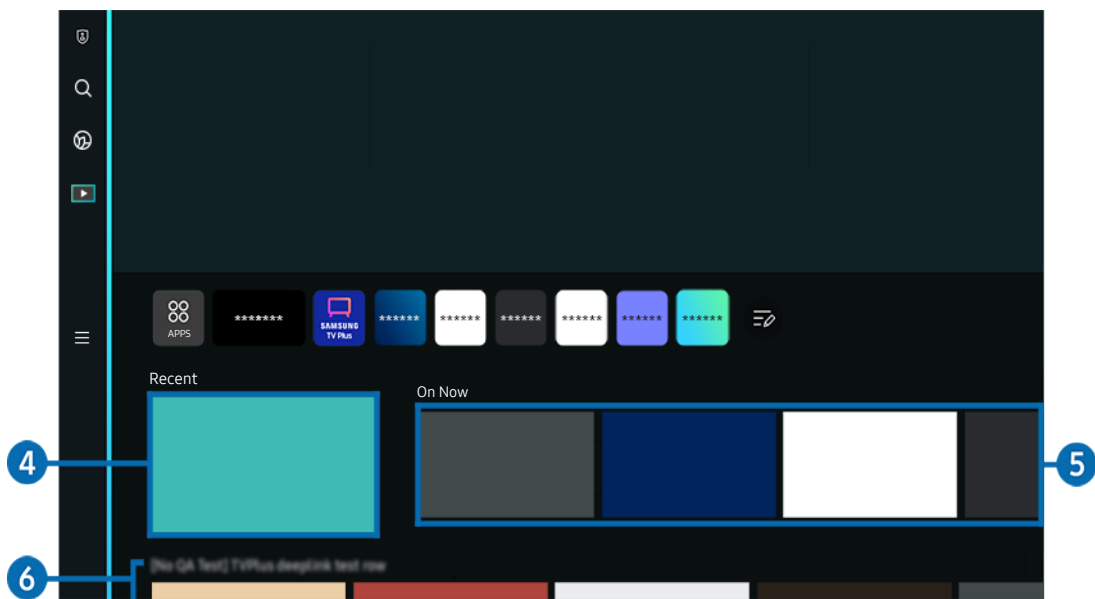 APPS
*******
SAMSUNG
TV Plus
******
******
******
******
******
******
Recent
On Now
4
5
6
[No QA Test] TVPlus deeplink test row